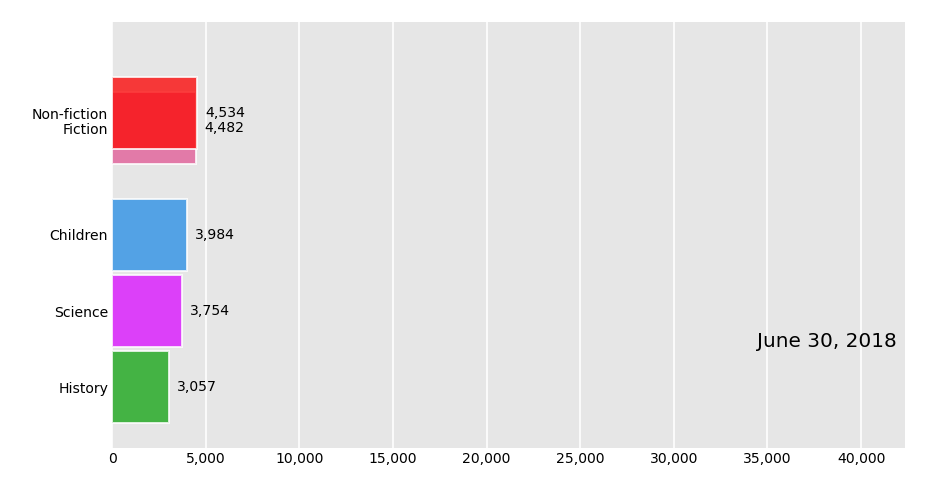 Non-fiction 4,534
Fiction 4,482
Children 3,984
Science 3,754
June 30, 2018
History 3,057
0 5,000 10,000 15,000 20,000 25,000 30,000 35,000 40,000